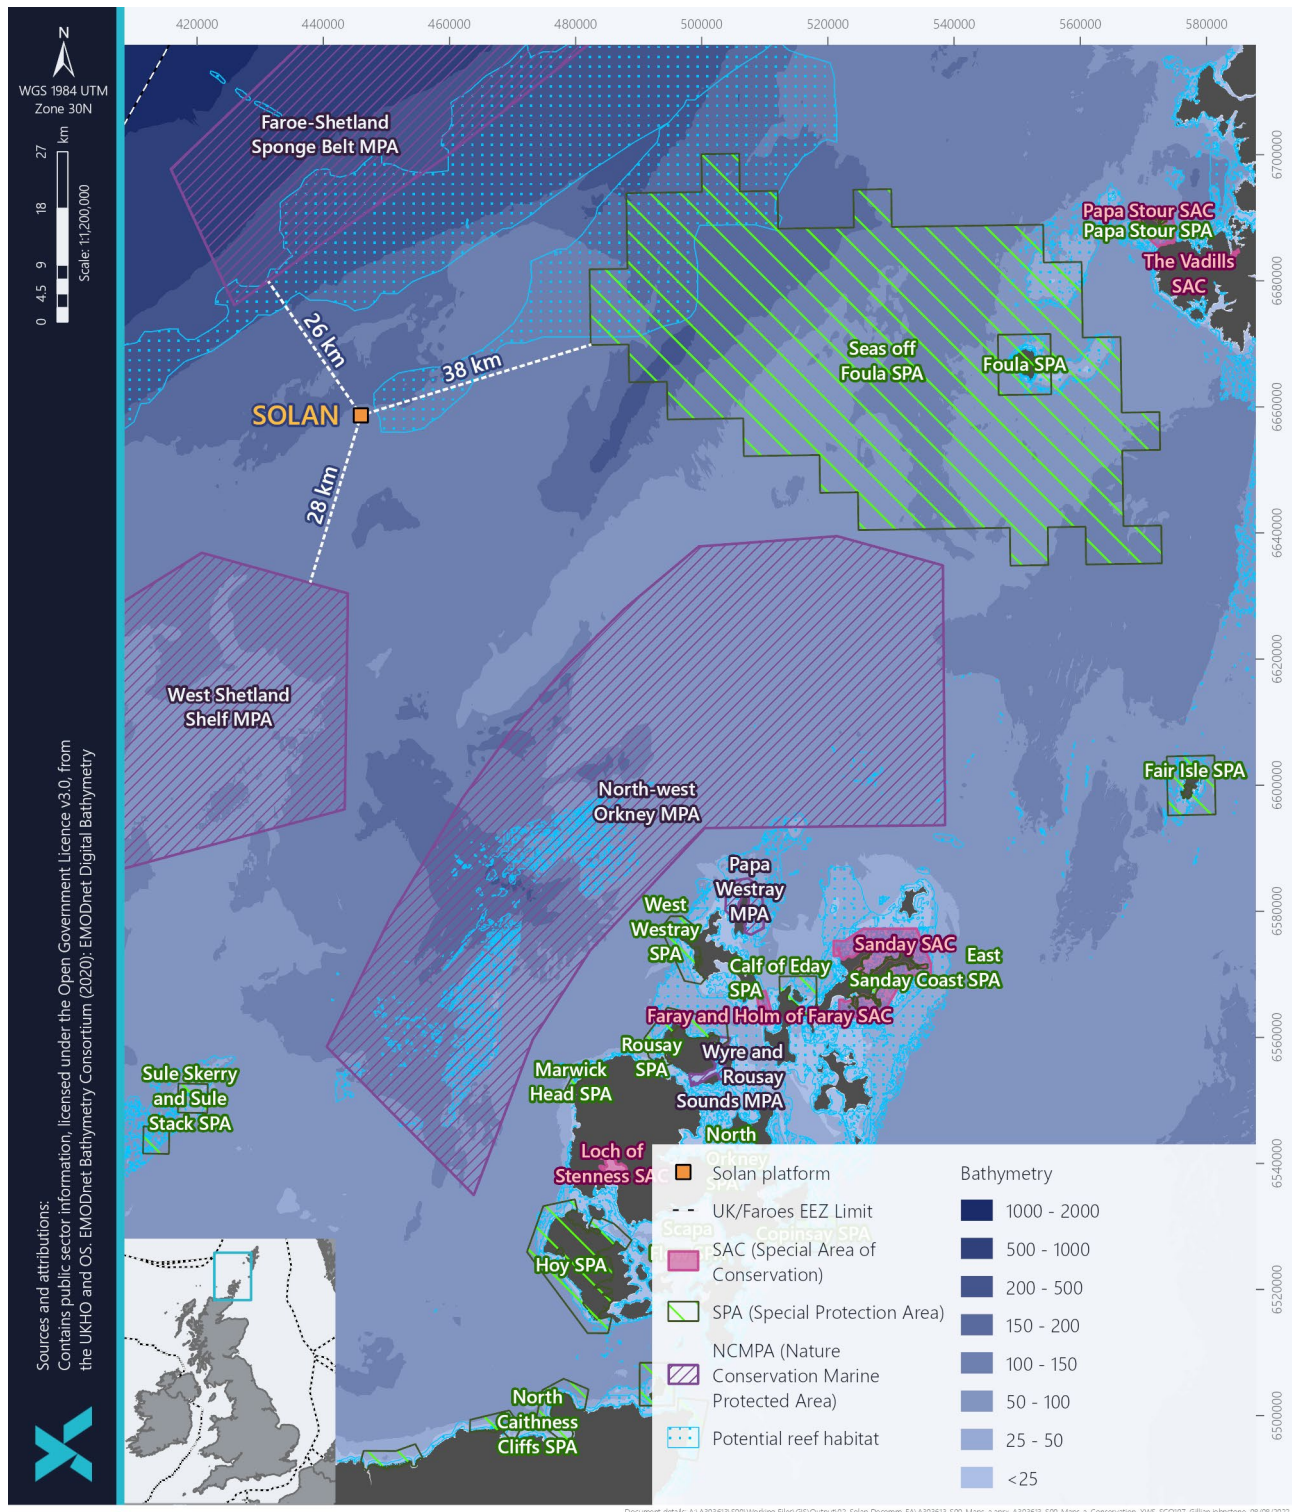 420000
440000
460000
480000
500000
520000
540000
560000
580000
N
WGS 1984 UTM
Zone 30N
km
27
18
9
4.5
0
Scale: 1:1,200,000
6700000
6680000
6660000
6640000
6620000
6600000
6580000
6560000
6540000
6520000
6500000
Faroe-Shetland
Sponge Belt MPA
Papa Stour SAC
Papa Stour SPA
The Vadills
SAC
26 km
38 km
Seas off
Foula SPA
Foula SPA
SOLAN
28 km
West Shetland
Shelf MPA
Fair Isle SPA
North-west
Orkney MPA
Papa
Westray
MPA
West
Westray
SPA
Sanday SAC
East
Sanday Coast SPA
Calf of Eday
SPA
Faray and Holm of Faray SAC
Rousay
SPA
Wyre and
Rousay
Sounds MPA
Marwick
Head SPA
Sule Skerry
and Sule
Stack SPA
North
Orkney
SPA
Loch of
Stenness SAC
Scapa
Copinsay SPA
Hoy SPA
North
Caithness
Cliffs SPA
Solan platform
UK/Faroes EEZ Limit
SAC (Special Area of
Conservation)
SPA (Special Protection Area)
NCMPA (Nature
Conservation Marine
Protected Area)
Potential reef habitat
Bathymetry
1000 - 2000
500 - 1000
200 - 500
150 - 200
100 - 150
50 - 100
25 - 50
<25
Sources and attributions:
Contains public sector information, licensed under the Open Government Licence v3.0, from
the UKHO and OS. EMODnet Bathymetry Consortium (2020): EMODnet Digital Bathymetry